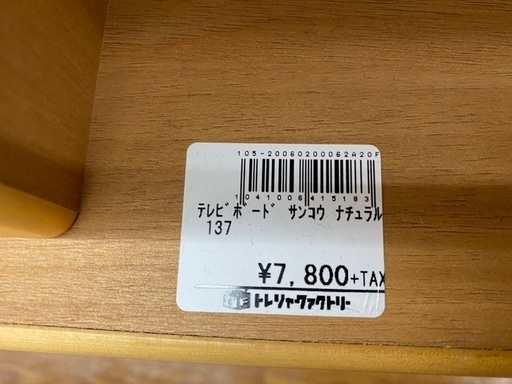 105-20060200062A20F
1041006415183
ﾃﾚﾋﾞﾎﾞｰﾄﾞ ｻﾝｺｳ ﾅﾁｭﾗﾙ
137
¥7,800+TAX
トレジャーファクトリー